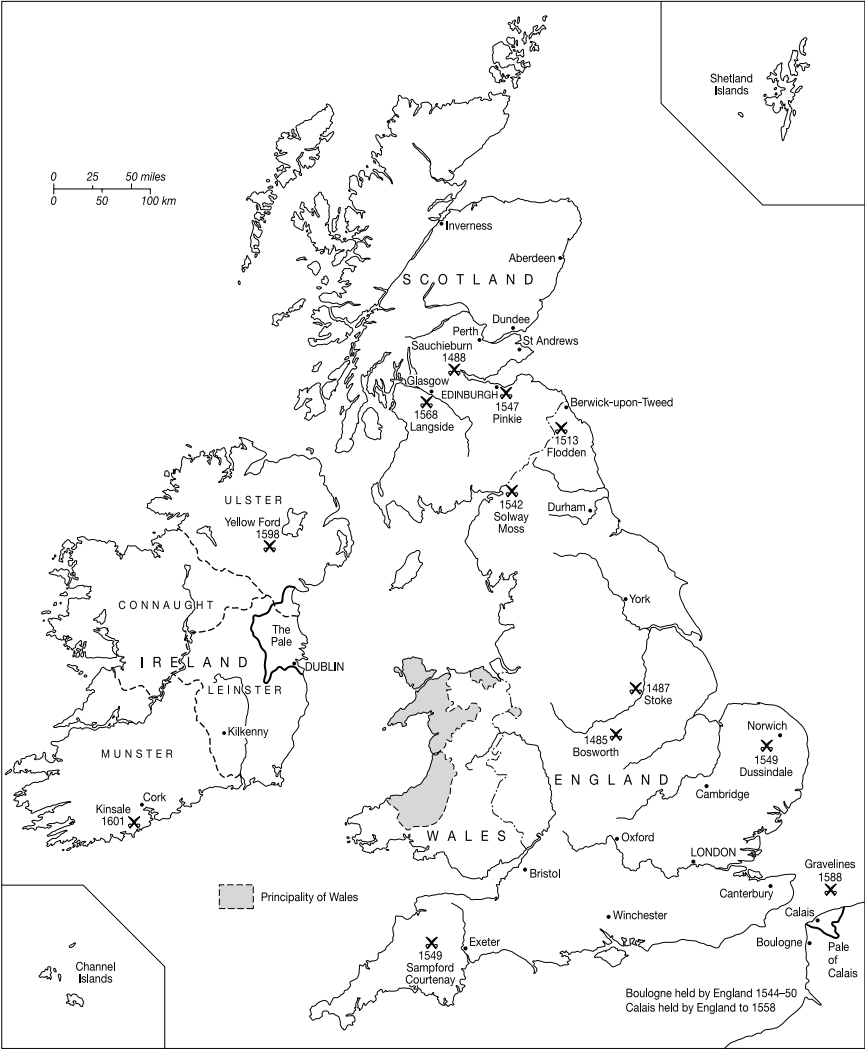 Shetland
Islands
0 25 50 miles
0 50 100 km
Inverness
Aberdeen
SCOTLAND
Dundee
Perth
St Andrews
Sauchieburn
1488
Glasgow
EDINBURGH
1547
Pinkie
1568
Langside
Berwick-upon-Tweed
1513
Flodden
1542
Solway
Moss
Durham
ULSTER
Yellow Ford
1598
CONNAUGHT
The
Pale
IRELAND
DUBLIN
LEINSTER
Kilkenny
MUNSTER
Cork
Kinsale
1601
York
1487
Stoke
1485
Bosworth
Norwich
1549
Dussindale
ENGLAND
Cambridge
WALES
Oxford
LONDON
Bristol
Gravelines
1588
Canterbury
Principality of Wales
Winchester
Calais
Boulogne
Pale
of
Calais
Exeter
1549
Sampford
Courtenay
Channel
Islands
Boulogne held by England 1544–50
Calais held by England to 1558